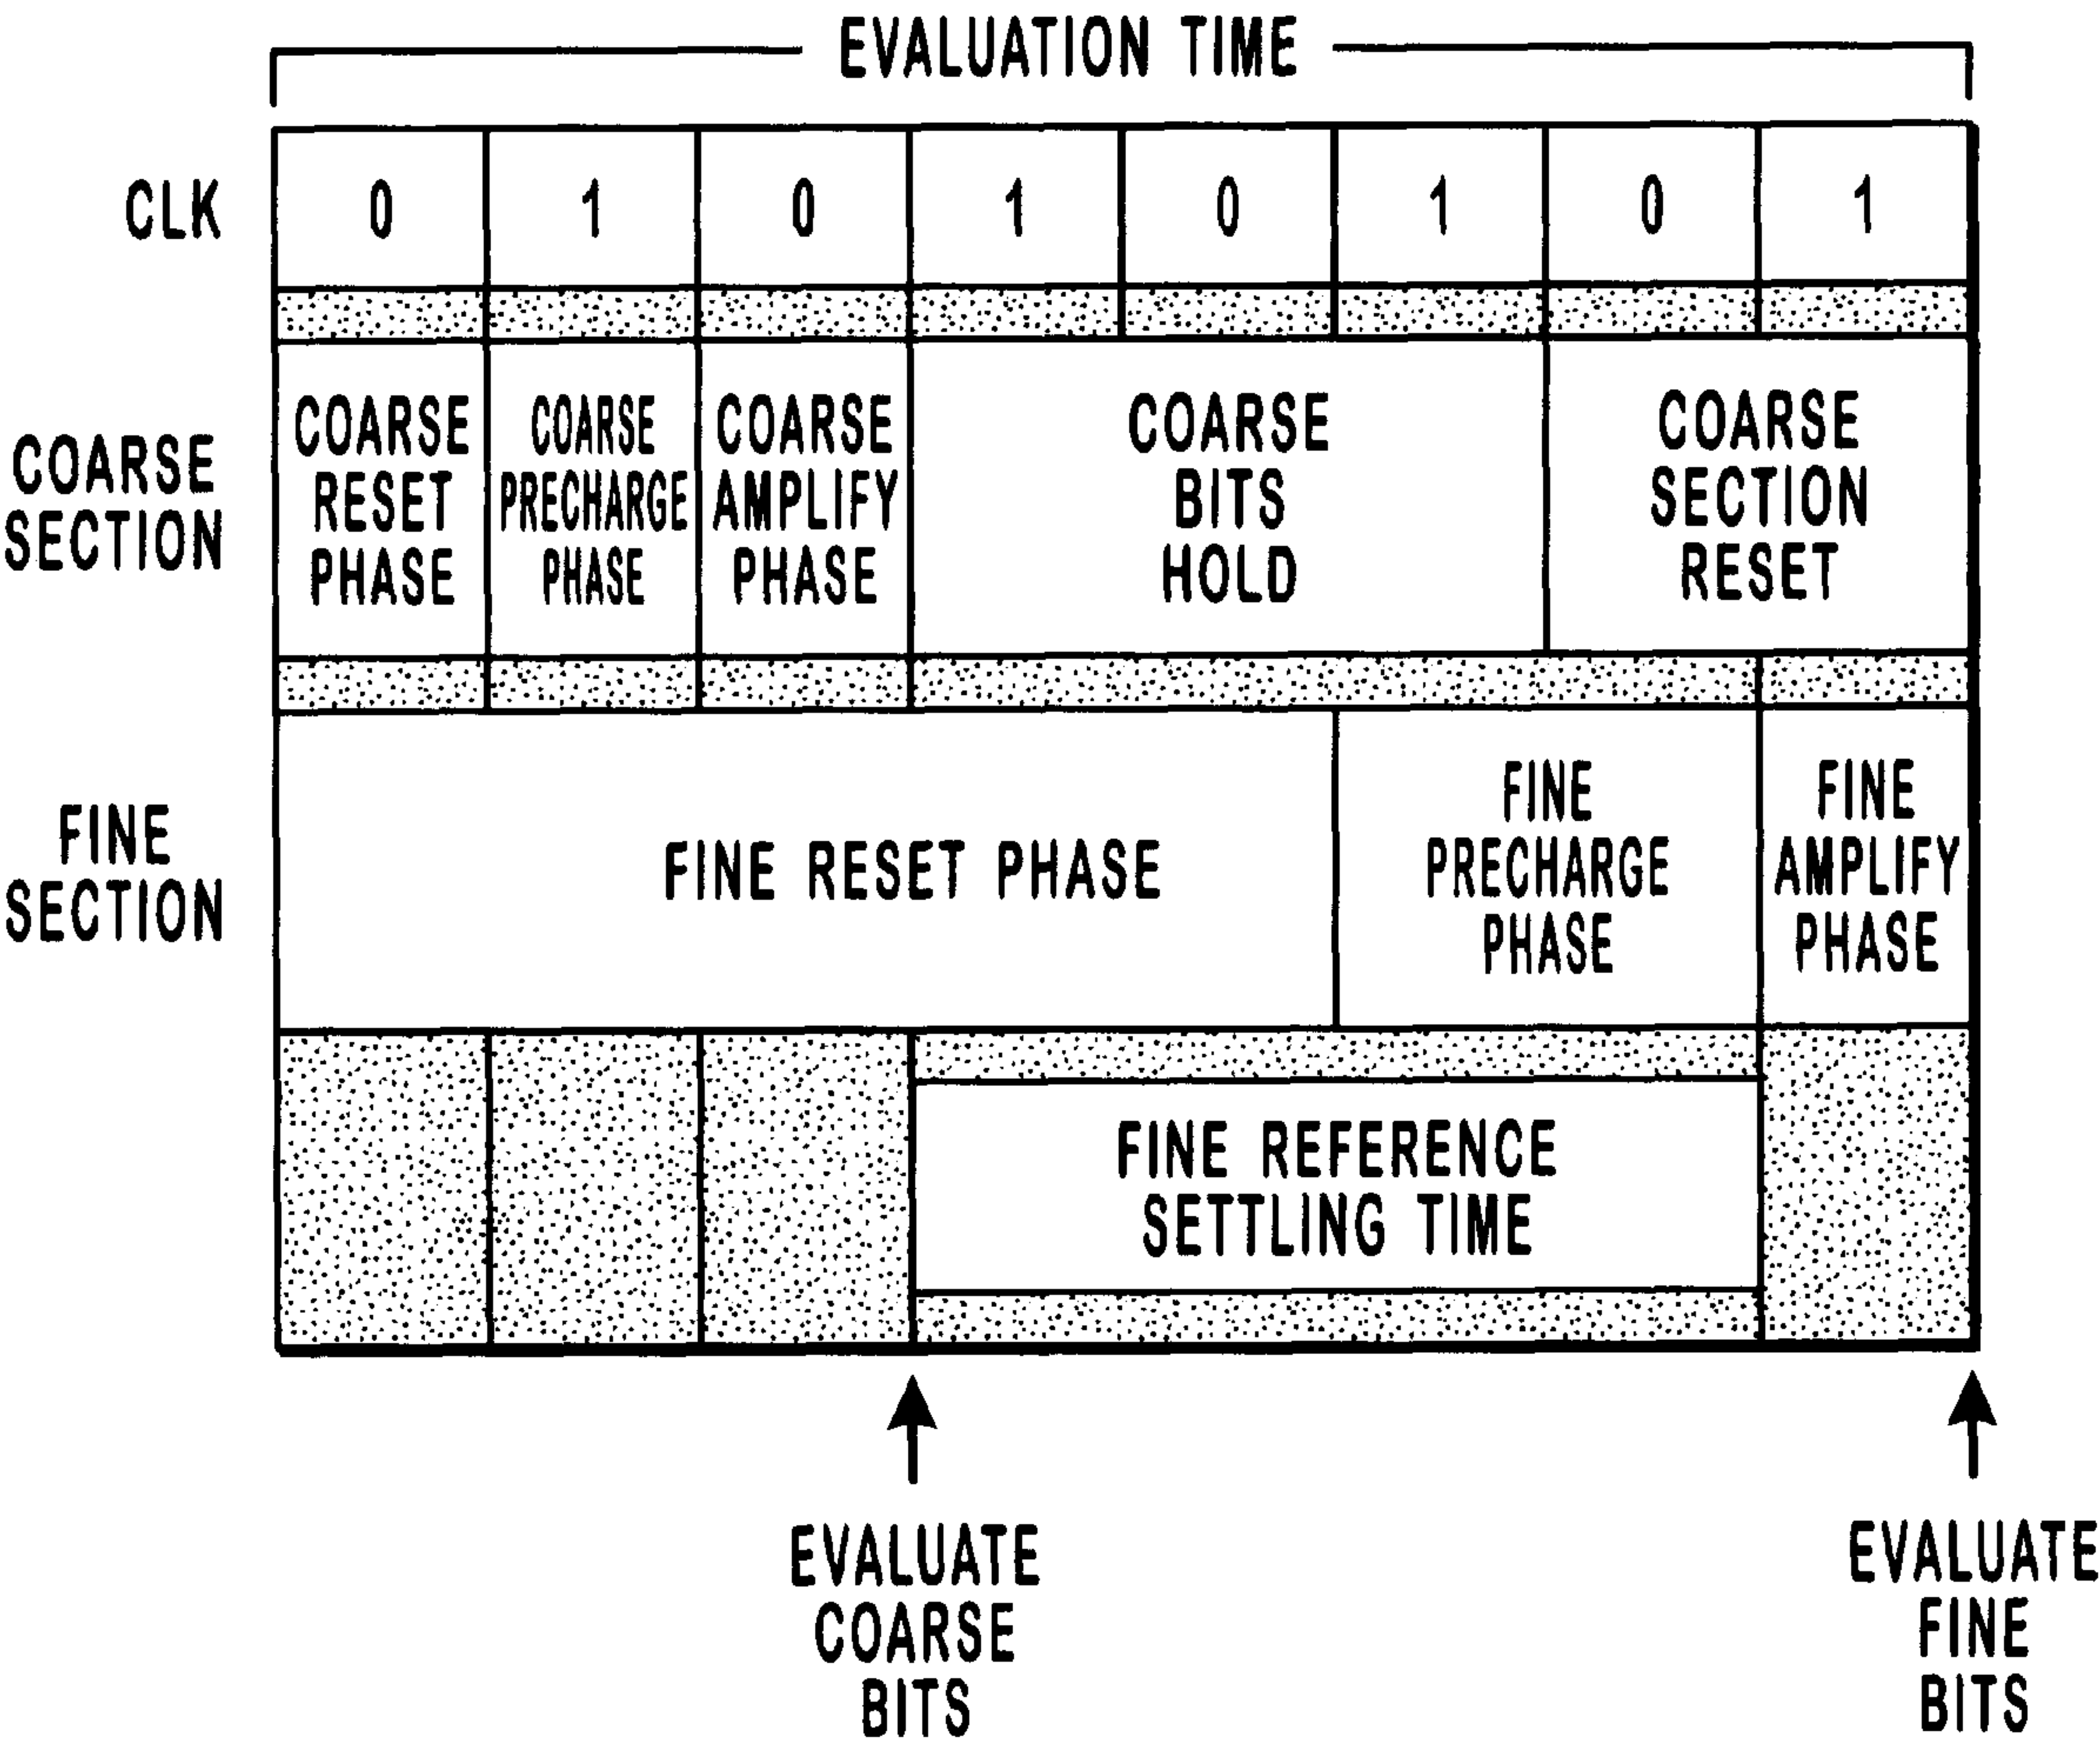 EVALUATION TIME
CLK
0 1 0 1 0 1 0 1
COARSE
SECTION
COARSE
RESET
PHASE
COARSE
PRECHARGE
PHASE
COARSE
AMPLIFY
PHASE
COARSE
BITS
HOLD
COARSE
SECTION
RESET
FINE
SECTION
FINE RESET PHASE
FINE
PRECHARGE
PHASE
FINE
AMPLIFY
PHASE
FINE REFERENCE
SETTLING TIME
EVALUATE
COARSE
BITS
EVALUATE
FINE
BITS